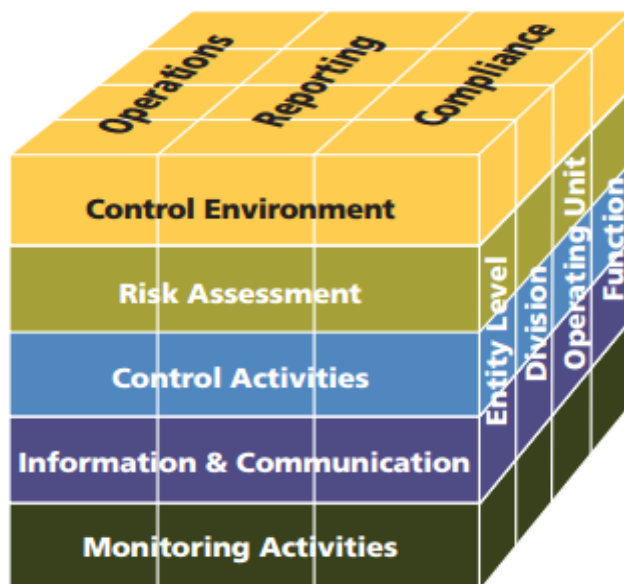 Operations
Reporting
Compliance
Control Environment
Risk Assessment
Control Activities
Information & Communication
Monitoring Activities
Entity Level
Division
Operating Unit
Function